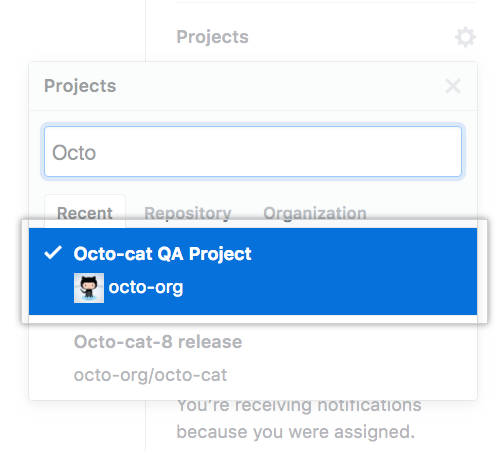 Projects
Projects
Octo
Recent Repository Organization
Octo-cat QA Project
octo-org
Octo-cat-8 release
octo-org/octo-cat
You’re receiving notifications
because you were assigned.